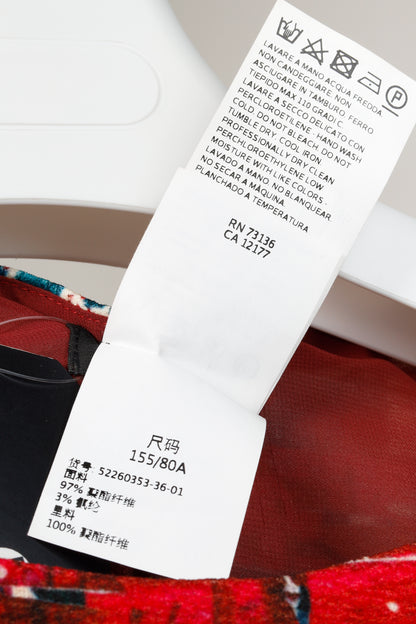 LAVARE A MANO ACQUA FREDDA
NON CANDEGGIARE. NON
ASCIUGARE IN TAMBURO. FERRO
TIEPIDO MAX 110 GRADI C.
LAVARE A SECCO DELICATO CON
PERCLOROETILENE. HAND WASH
COLD. DO NOT BLEACH. DO NOT
TUMBLE DRY. COOL IRON
PROFESSIONALLY DRY CLEAN
PERCHLOROETHYLENE LOW
MOISTURE WITH LIKE COLORS.
LAVADO A MANO. NO BLANQUEAR.
NO SECAR A MÁQUINA.
PLANCHADO A TEMPERATURA
RN 73136
CA 12177
尺码
155/80A
货号 52260353-36-01
面料
97% 聚酯纤维
3% 氨纶
里料
100% 聚酯纤维